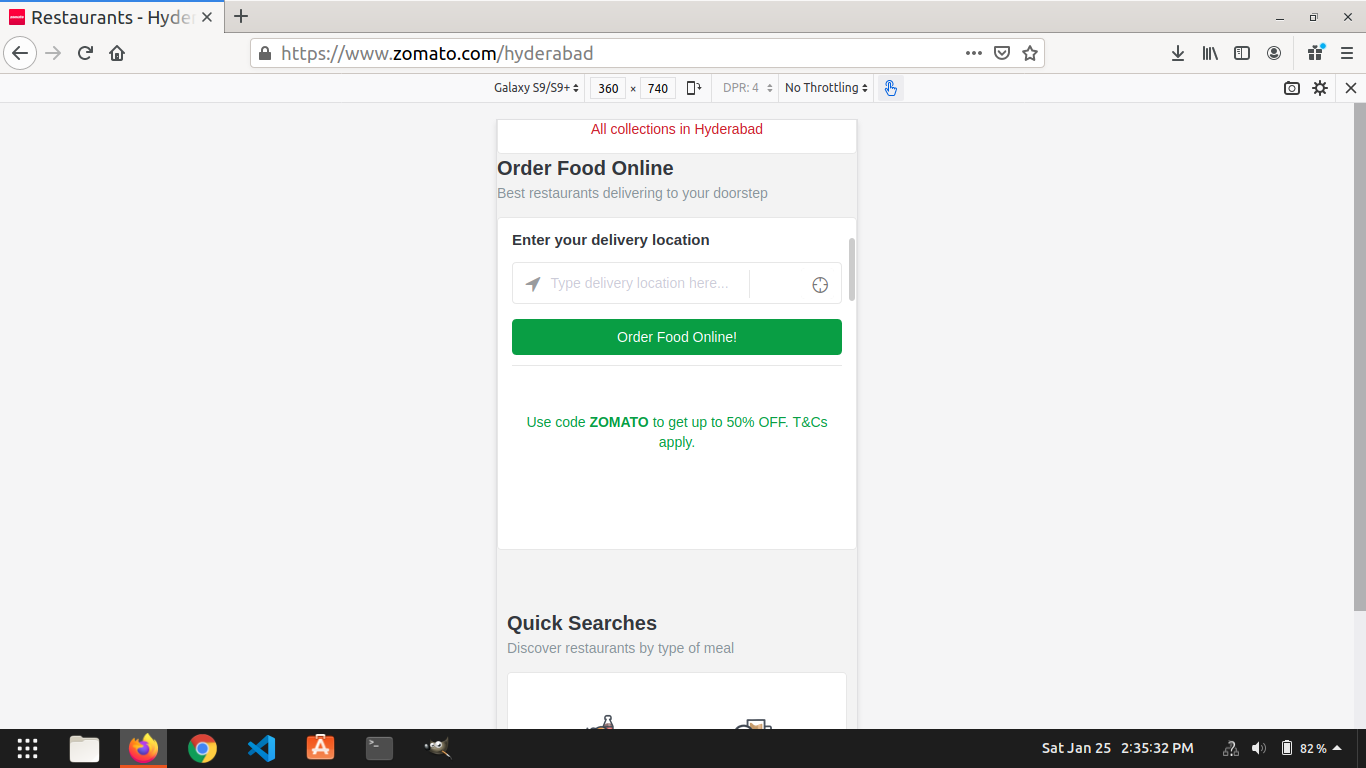 Restaurants - Hyde
https://www.zomato.com/hyderabad
Galaxy S9/S9+ 360 × 740 DPR: 4 No Throttling
All collections in Hyderabad
Order Food Online
Best restaurants delivering to your doorstep
Enter your delivery location
Type delivery location here...
Order Food Online!
Use code ZOMATO to get up to 50% OFF. T&Cs
apply.
Quick Searches
Discover restaurants by type of meal
Sat Jan 25 2:35:32 PM 82 %